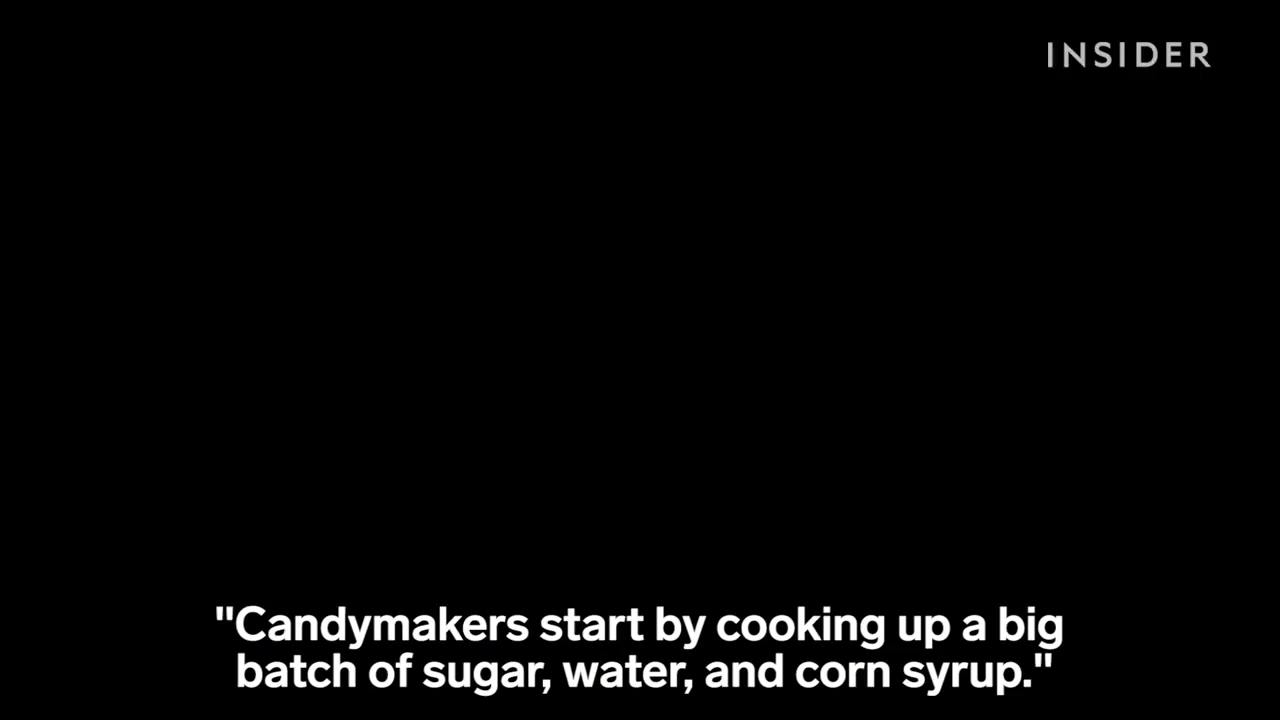 INSIDER
"Candymakers start by cooking up a big
batch of sugar, water, and corn syrup."